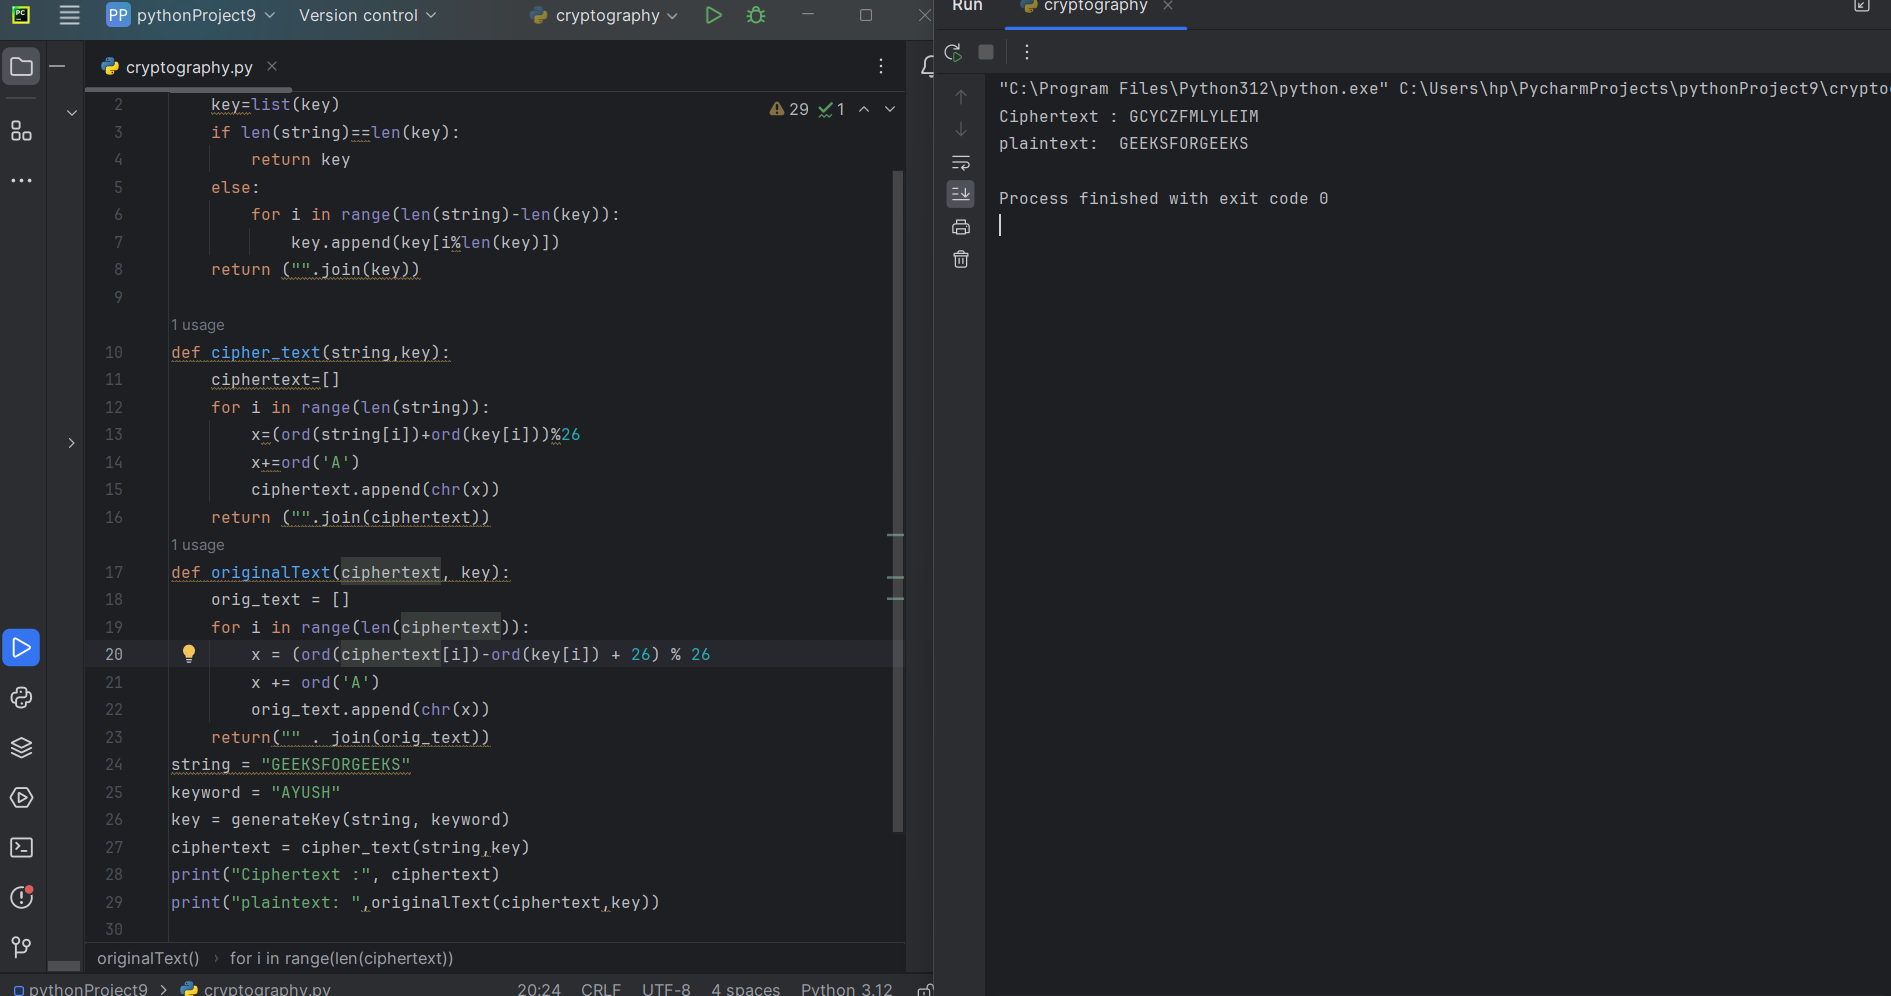 PC
PP pythonProject9 Version control cryptography
cryptography.py
29 1
2 key=list(key)
3 if len(string)==len(key):
4 return key
5 else:
6 for i in range(len(string)-len(key)):
7 key.append(key[i%len(key)])
8 return ("".join(key))
9
1 usage
10 def cipher_text(string,key):
11 ciphertext=[]
12 for i in range(len(string)):
13 x=(ord(string[i])+ord(key[i]))%26
14 x+=ord('A')
15 ciphertext.append(chr(x))
16 return ("".join(ciphertext))
1 usage
17 def originalText(ciphertext, key):
18 orig_text = []
19 for i in range(len(ciphertext)):
20 x = (ord(ciphertext[i])-ord(key[i]) + 26) % 26
21 x += ord('A')
22 orig_text.append(chr(x))
23 return("" . join(orig_text))
24 string = "GEEKSFORGEEKS"
25 keyword = "AYUSH"
26 key = generateKey(string, keyword)
27 ciphertext = cipher_text(string,key)
28 print("Ciphertext :", ciphertext)
29 print("plaintext: ",originalText(ciphertext,key))
30
originalText() › for i in range(len(ciphertext))
pythonProject9 > cryptography.py 20:24 CRLF UTF-8 4 spaces Python 3.12
Run cryptography
"C:\Program Files\Python312\python.exe" C:\Users\hp\PycharmProjects\pythonProject9\crypto
Ciphertext : GCYCZFMLYLEIM
plaintext:  GEEKSFORGEEKS
Process finished with exit code 0